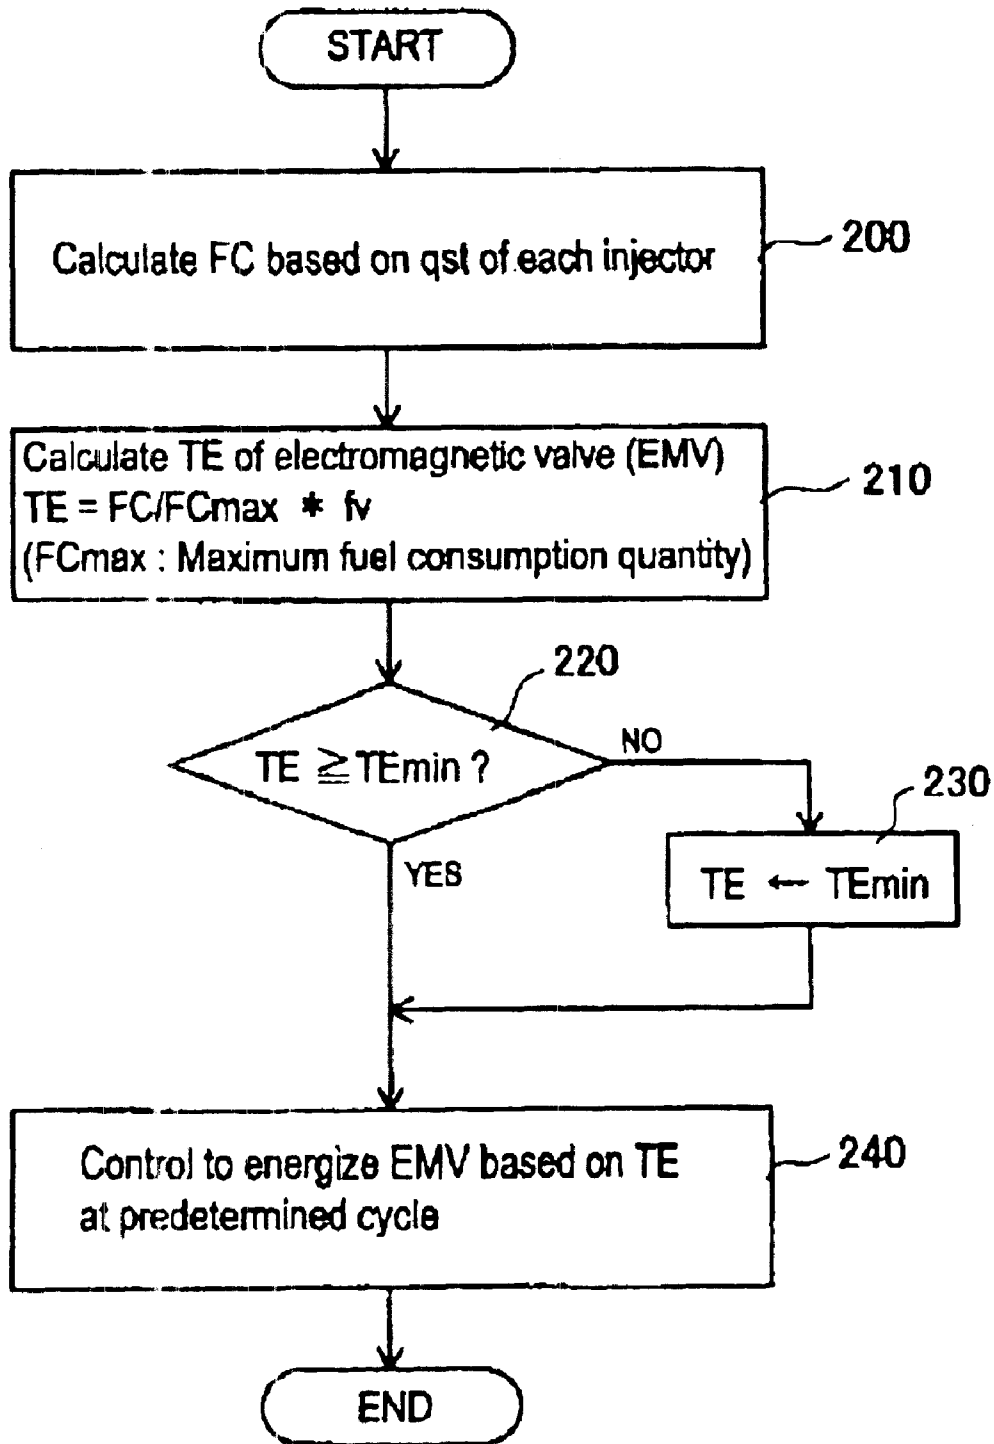 START
Calculate FC based on qst of each injector
200
Calculate TE of electromagnetic valve (EMV)
TE = FC/FCmax * fv
(FCmax : Maximum fuel consumption quantity)
210
220
TE ≧ TEmin ?
NO
230
YES
TE ← TEmin
Control to energize EMV based on TE
at predetermined cycle
240
END